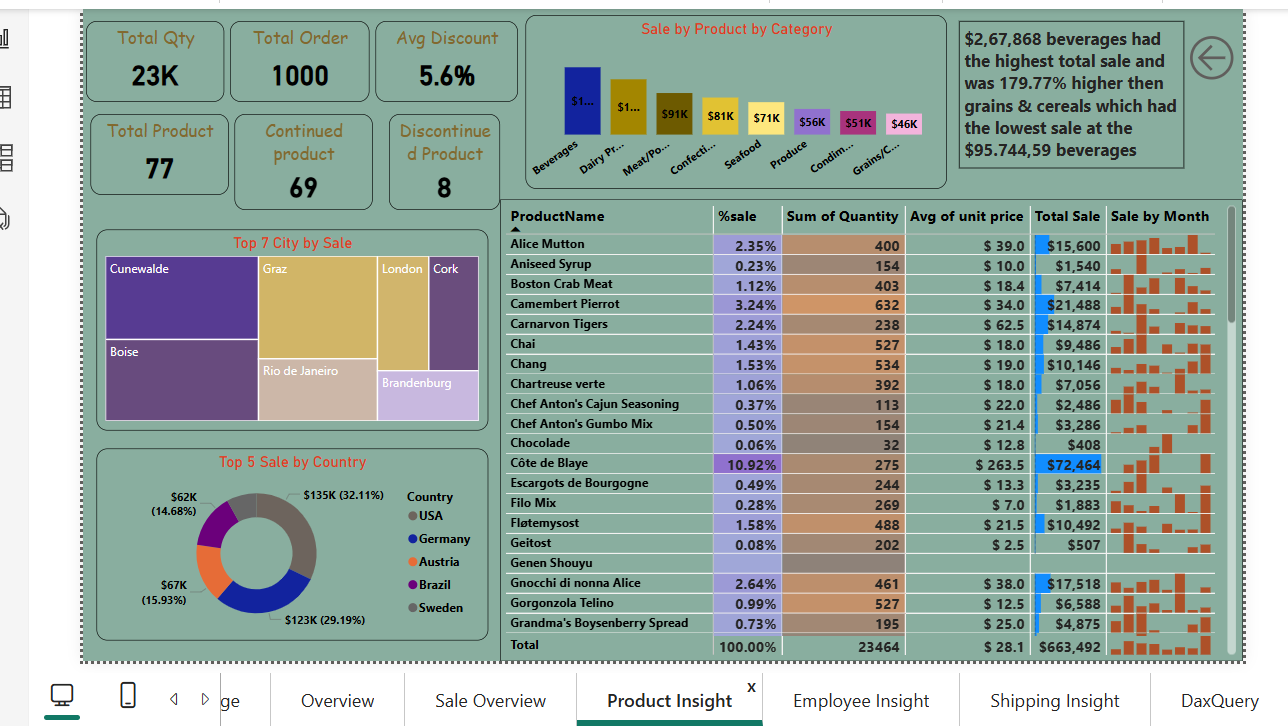 Total Qty
23K
Total Order
1000
Avg Discount
5.6%
Total Product
77
Continued
product
69
Discontinue
d Product
8
Sale by Product by Category
$1...
$1...
$91K
$81K
$71K
$56K
$51K
$46K
Beverages
Dairy Pr...
Meat/Po...
Confecti...
Seafood
Produce
Condim...
Grains/C...
$2,67,868 beverages had
the highest total sale and
was 179.77% higher then
grains & cereals which had
the lowest sale at the
$95.744,59 beverages
Top 7 City by Sale
Cunewalde
Boise
Graz
Rio de Janeiro
London
Cork
Brandenburg
Top 5 Sale by Country
$135K (32.11%)
$123K (29.19%)
$67K
(15.93%)
$62K
(14.68%)
Country
USA
Germany
Austria
Brazil
Sweden
ProductName %sale Sum of Quantity Avg of unit price Total Sale Sale by Month
Alice Mutton 2.35% 400 $ 39.0 $15,600
Aniseed Syrup 0.23% 154 $ 10.0 $1,540
Boston Crab Meat 1.12% 403 $ 18.4 $7,414
Camembert Pierrot 3.24% 632 $ 34.0 $21,488
Carnarvon Tigers 2.24% 238 $ 62.5 $14,874
Chai 1.43% 527 $ 18.0 $9,486
Chang 1.53% 534 $ 19.0 $10,146
Chartreuse verte 1.06% 392 $ 18.0 $7,056
Chef Anton's Cajun Seasoning 0.37% 113 $ 22.0 $2,486
Chef Anton's Gumbo Mix 0.50% 154 $ 21.4 $3,286
Chocolade 0.06% 32 $ 12.8 $408
Côte de Blaye 10.92% 275 $ 263.5 $72,464
Escargots de Bourgogne 0.49% 244 $ 13.3 $3,235
Filo Mix 0.28% 269 $ 7.0 $1,883
Fløtemysost 1.58% 488 $ 21.5 $10,492
Geitost 0.08% 202 $ 2.5 $507
Genen Shouyu
Gnocchi di nonna Alice 2.64% 461 $ 38.0 $17,518
Gorgonzola Telino 0.99% 527 $ 12.5 $6,588
Grandma's Boysenberry Spread 0.73% 195 $ 25.0 $4,875
Total 100.00% 23464 $ 28.1 $663,492
ge
Overview
Sale Overview
Product Insight
x
Employee Insight
Shipping Insight
DaxQuery